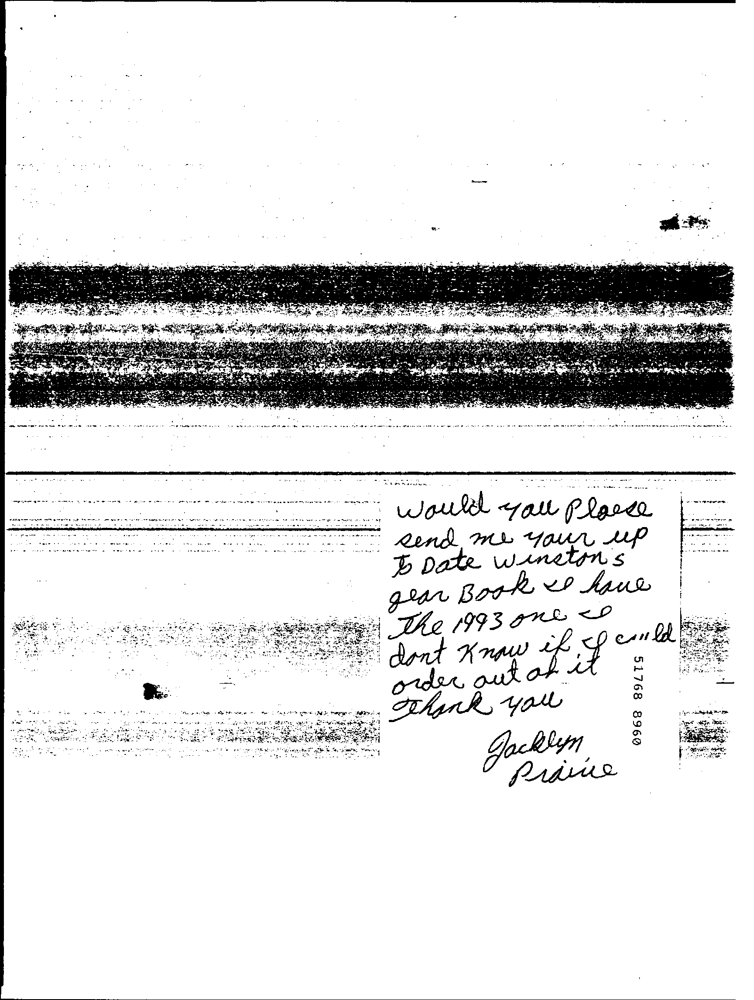 would you Plaese
send me your up
to Date Winston's
gear Book I have
The 1993 one I
dont Know if I could
order out of it
Thank you
Jacklyn
Prairie
51768 8960